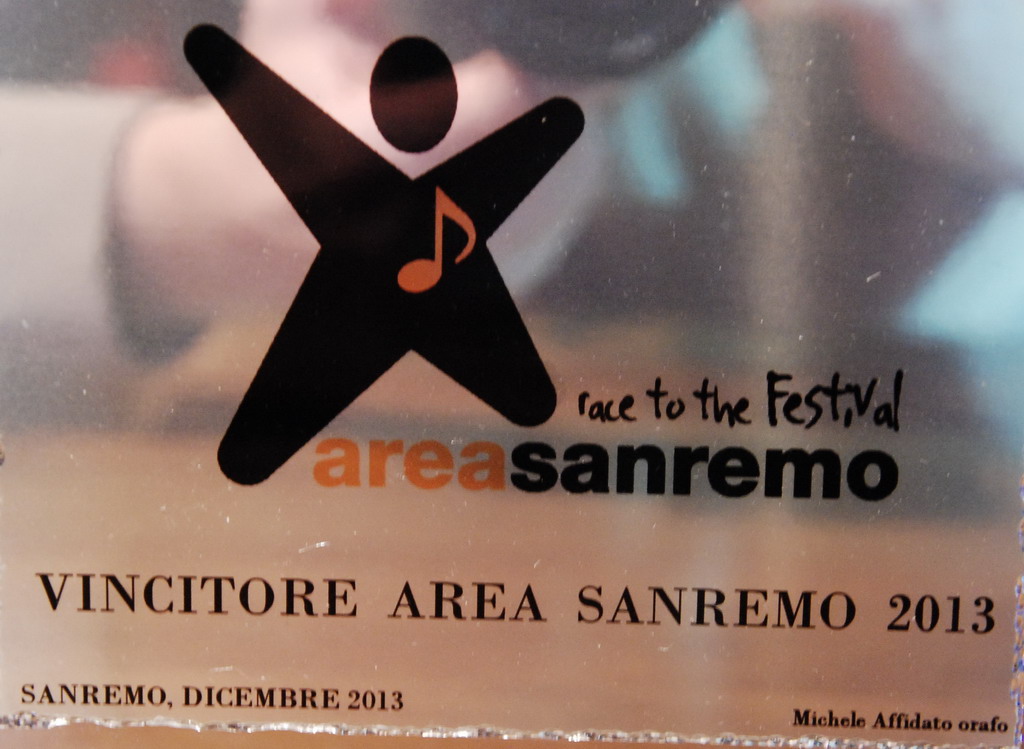 race to the FestiVal
areasanremo
VINCITORE AREA SANREMO 2013
SANREMO, DICEMBRE 2013
Michele Affidato orafo